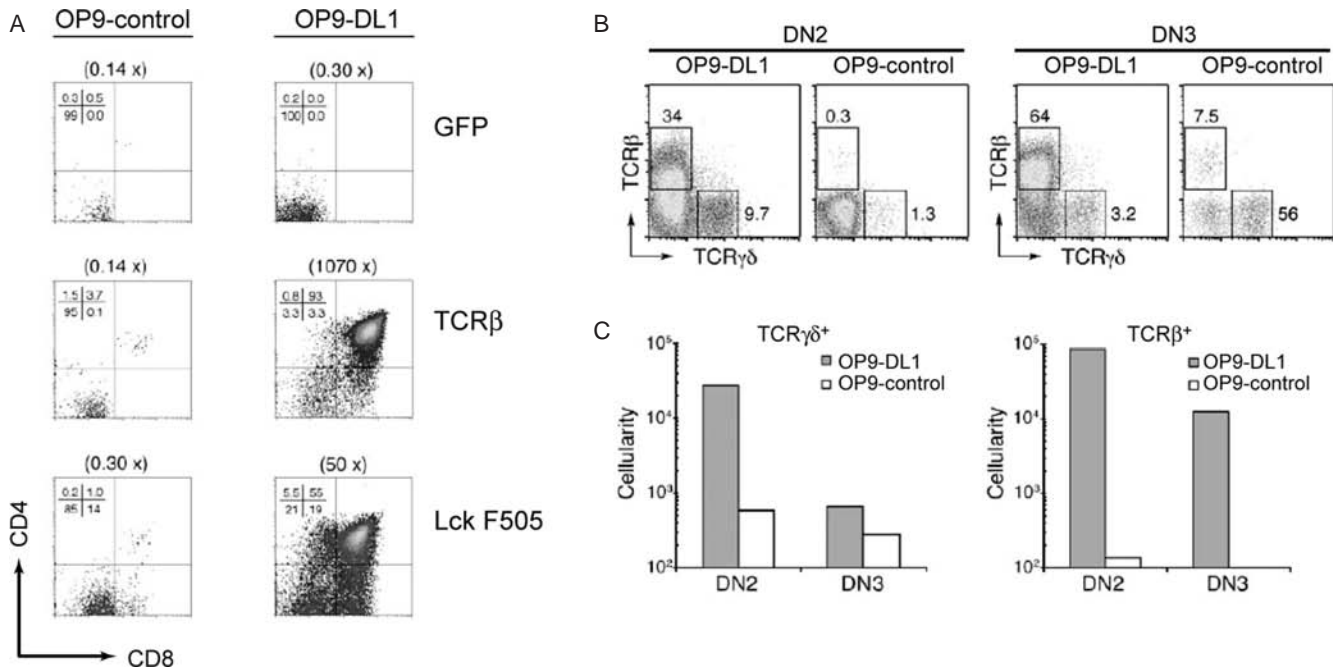 A
OP9-control OP9-DL1
(0.14 x) (0.30 x)
0.3 0.5
99 0.0
0.2 0.0
100 0.0
GFP
(0.14 x) (1070 x)
1.5 3.7
95 0.1
0.8 93
3.3 3.3
TCRβ
(0.30 x) (50 x)
0.2 1.0
85 14
5.5 55
21 19
Lck F505
CD4
CD8
B
DN2 DN3
OP9-DL1 OP9-control OP9-DL1 OP9-control
34 0.3 64 7.5
9.7 1.3 3.2 56
TCRβ TCRβ
TCRγδ TCRγδ
C
TCRγδ+ TCRβ+
OP9-DL1 OP9-DL1
OP9-control OP9-control
Cellularity Cellularity
10⁵ 10⁵
10⁴ 10⁴
10³ 10³
10² 10²
DN2 DN3 DN2 DN3